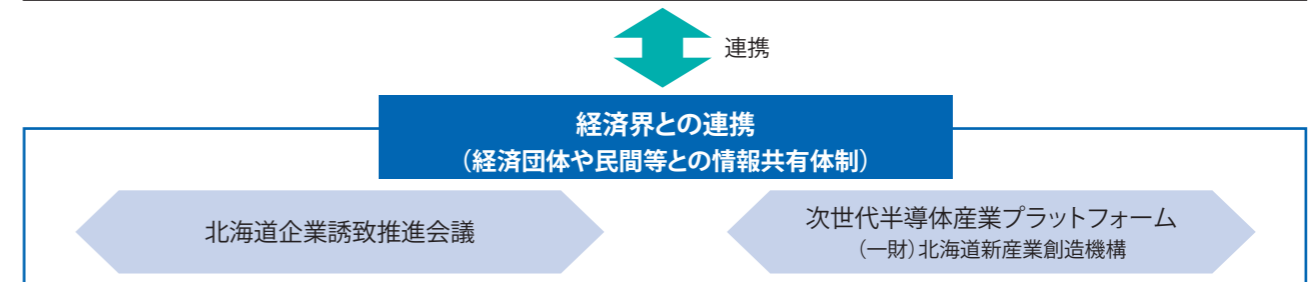 連携
経済界との連携
（経済団体や民間等との情報共有体制）
北海道企業誘致推進会議
次世代半導体産業プラットフォーム
（一財）北海道新産業創造機構